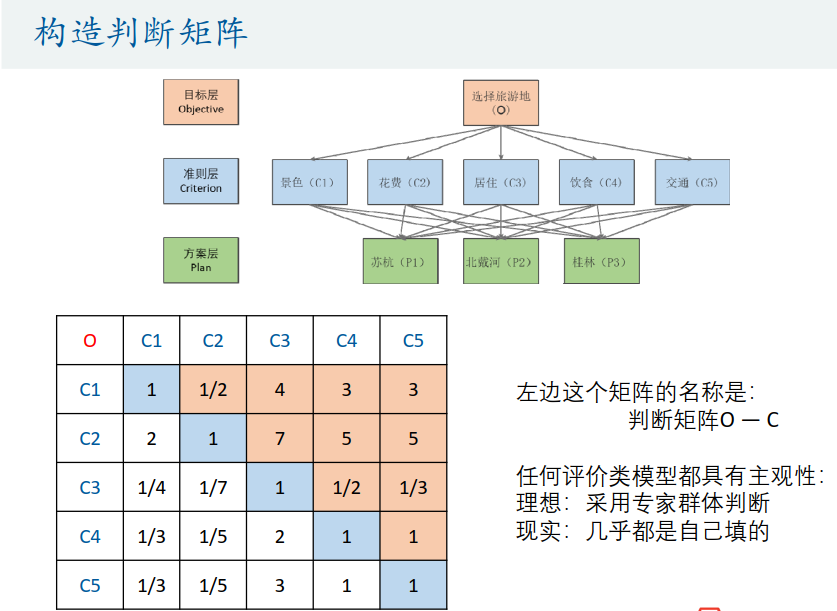 构造判断矩阵
目标层
Objective
选择旅游地
（O）
准则层
Criterion
景色（C1） 花费（C2) 居住（C3） 饮食（C4） 交通（C5）
方案层
Plan
苏杭（P1） 北戴河（P2） 桂林（P3）
O C1 C2 C3 C4 C5
C1 1 1/2 4 3 3
C2 2 1 7 5 5
C3 1/4 1/7 1 1/2 1/3
C4 1/3 1/5 2 1 1
C5 1/3 1/5 3 1 1
左边这个矩阵的名称是：
判断矩阵O — C
任何评价类模型都具有主观性：
理想：采用专家群体判断
现实：几乎都是自己填的